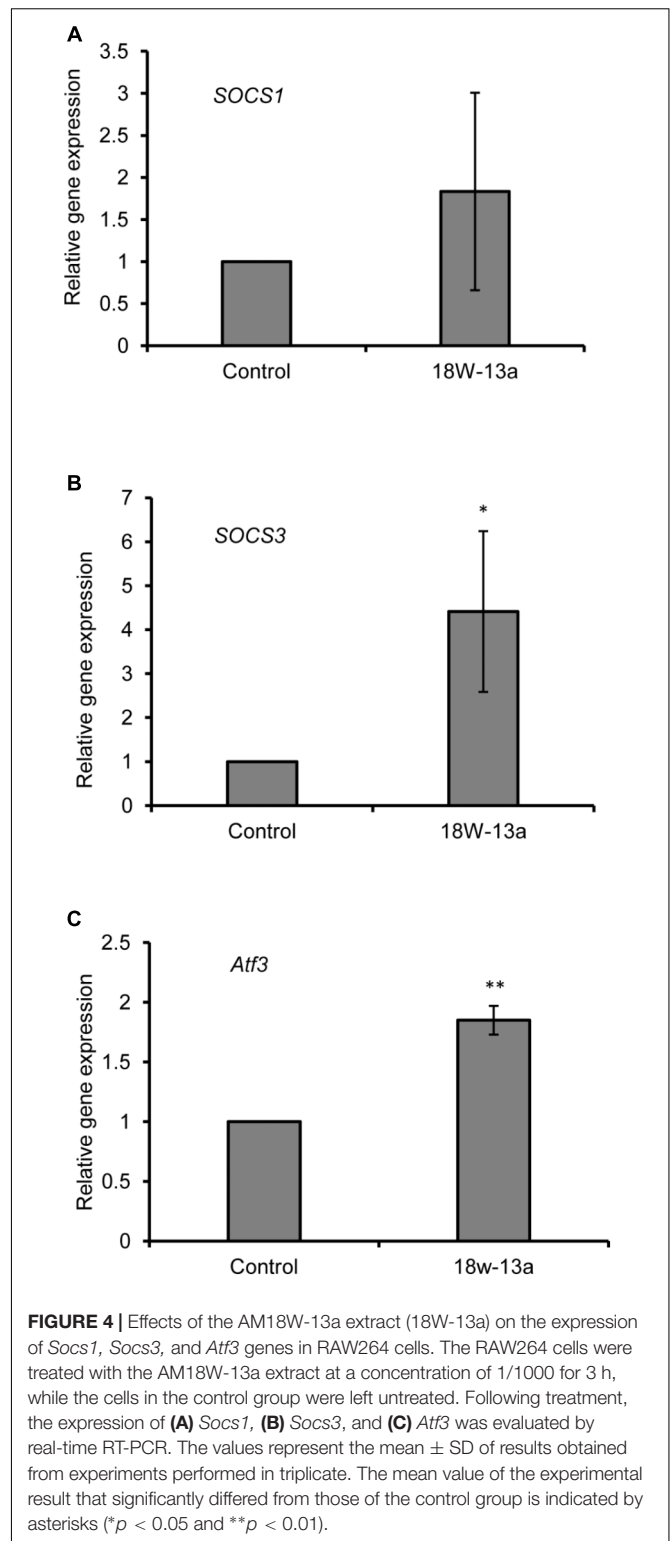 A
3.5
3
2.5
2
1.5
1
0.5
0
Relative gene expression
SOCS1
Control 18W-13a
B
7
6
5
4
3
2
1
0
Relative gene expression
SOCS3
*
Control 18W-13a
C
2.5
2
1.5
1
0.5
0
Relative gene expression
Atf3
**
Control 18w-13a
FIGURE 4 | Effects of the AM18W-13a extract (18W-13a) on the expression
of Socs1, Socs3, and Atf3 genes in RAW264 cells. The RAW264 cells were
treated with the AM18W-13a extract at a concentration of 1/1000 for 3 h,
while the cells in the control group were left untreated. Following treatment,
the expression of (A) Socs1, (B) Socs3, and (C) Atf3 was evaluated by
real-time RT-PCR. The values represent the mean ± SD of results obtained
from experiments performed in triplicate. The mean value of the experimental
result that significantly differed from those of the control group is indicated by
asterisks (*p < 0.05 and **p < 0.01).